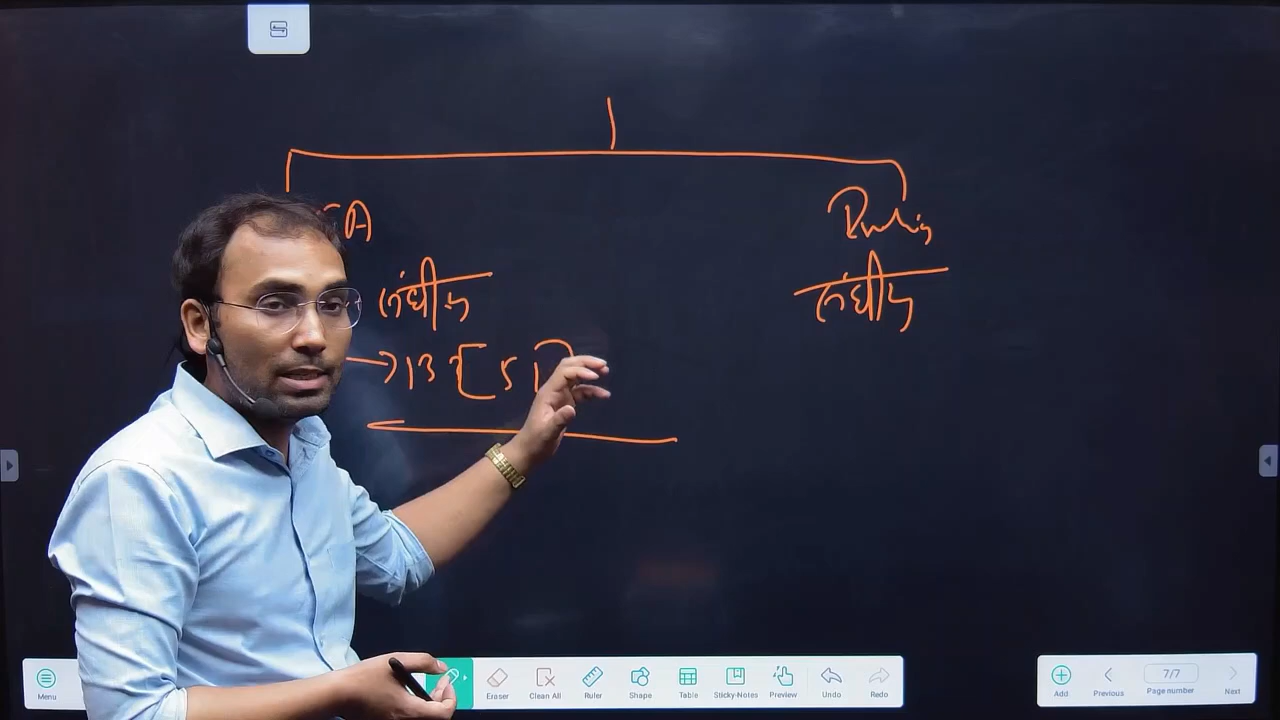 संघीय
संघीय
→ 13 [ 5 ]
Menu
Eraser
Clean All
Ruler
Shape
Table
Sticky-Notes
Preview
Undo
Redo
Add
Previous
7/7
Page number
Next